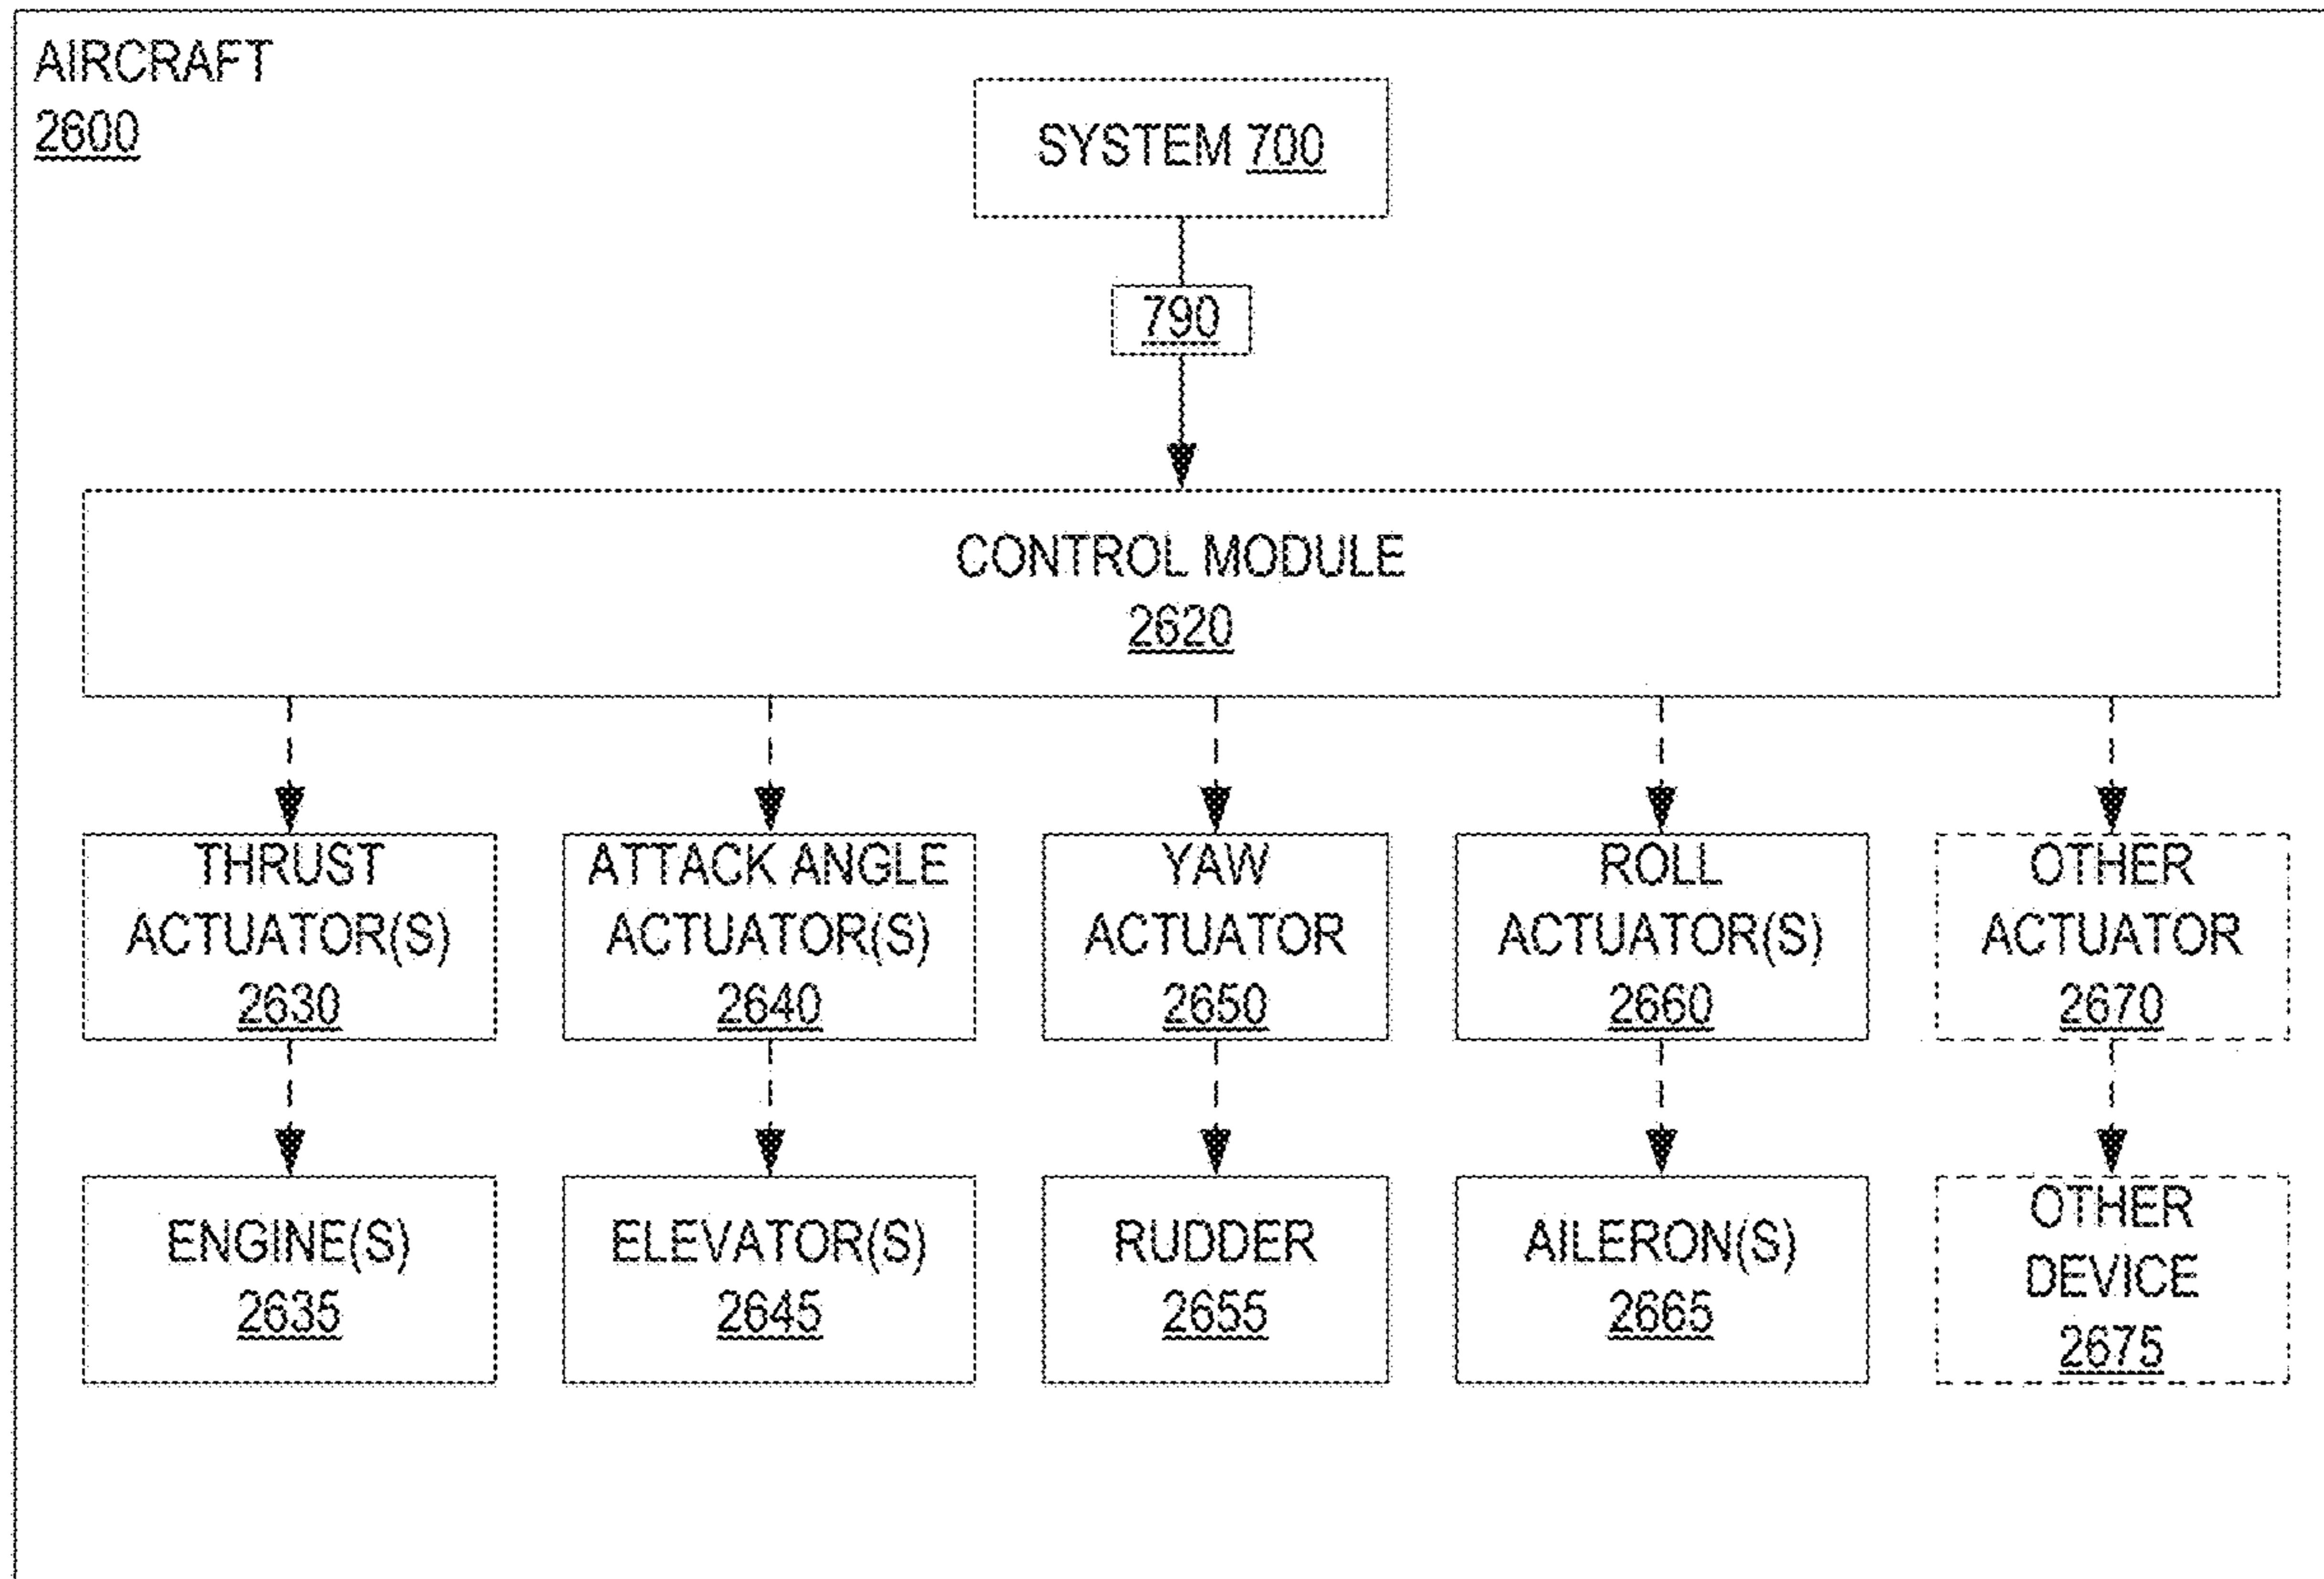 AIRCRAFT
2600
SYSTEM 700
790
CONTROL MODULE
2620
THRUST
ACTUATOR(S)
2630
ATTACK ANGLE
ACTUATOR(S)
2640
YAW
ACTUATOR
2650
ROLL
ACTUATOR(S)
2660
OTHER
ACTUATOR
2670
ENGINE(S)
2635
ELEVATOR(S)
2645
RUDDER
2655
AILERON(S)
2665
OTHER
DEVICE
2675